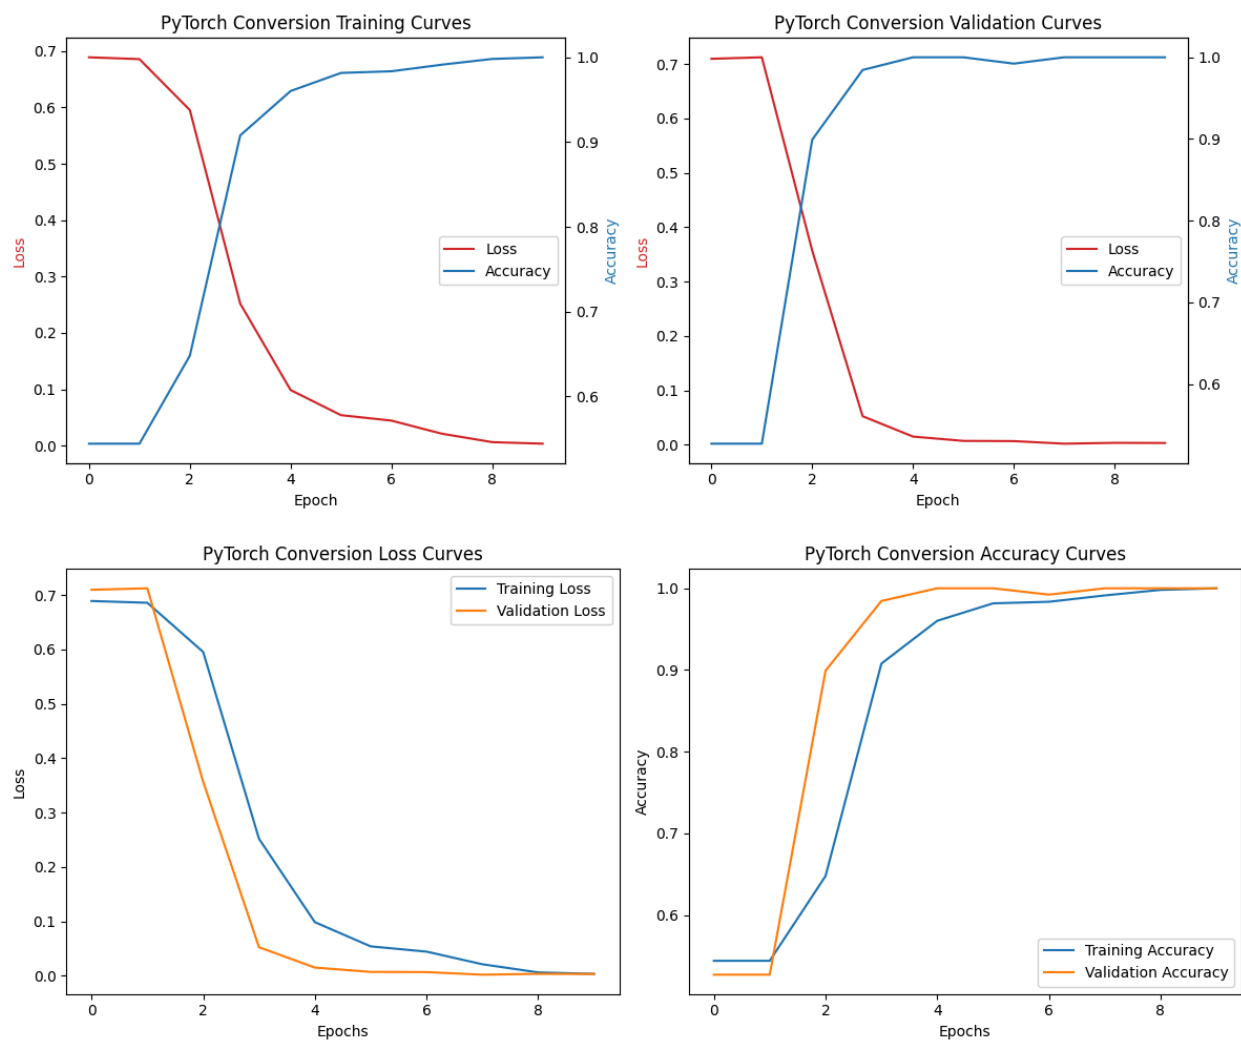 PyTorch Conversion Training Curves
0.7
0.6
0.5
0.4
0.3
0.2
0.1
0.0
Loss
1.0
0.9
0.8
0.7
0.6
Accuracy
Loss
Accuracy
0 2 4 6 8
Epoch
PyTorch Conversion Validation Curves
0.7
0.6
0.5
0.4
0.3
0.2
0.1
0.0
Loss
1.0
0.9
0.8
0.7
0.6
Accuracy
Loss
Accuracy
0 2 4 6 8
Epoch
PyTorch Conversion Loss Curves
0.7
0.6
0.5
0.4
0.3
0.2
0.1
0.0
Loss
Training Loss
Validation Loss
0 2 4 6 8
Epochs
PyTorch Conversion Accuracy Curves
1.0
0.9
0.8
0.7
0.6
Accuracy
Training Accuracy
Validation Accuracy
0 2 4 6 8
Epochs